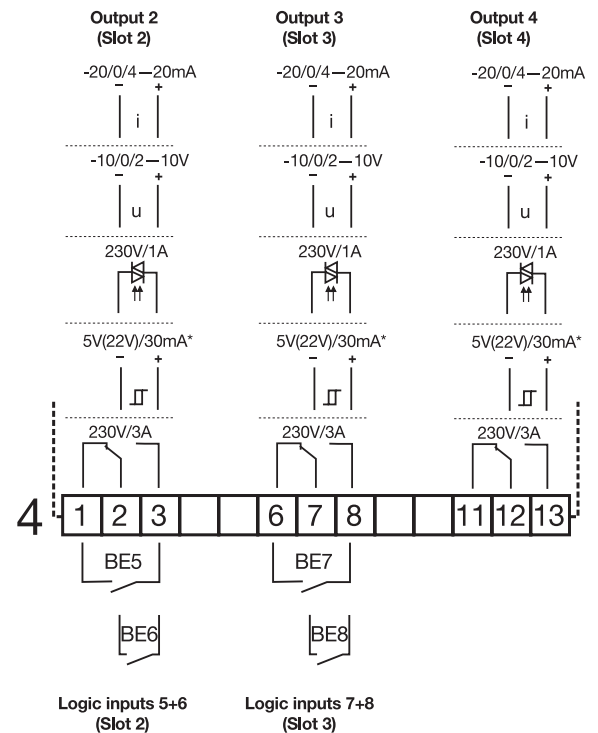 Output 2 Output 3 Output 4
(Slot 2) (Slot 3) (Slot 4)
-20/0/4—20mA -20/0/4—20mA -20/0/4—20mA
− + − + − +
i i i
-10/0/2—10V -10/0/2—10V -10/0/2—10V
− + − + − +
u u u
230V/1A 230V/1A 230V/1A
5V(22V)/30mA* 5V(22V)/30mA* 5V(22V)/30mA*
− + − + − +
230V/3A 230V/3A 230V/3A
4 1 2 3 6 7 8 11 12 13
BE5 BE7
BE6 BE8
Logic inputs 5+6 Logic inputs 7+8
(Slot 2) (Slot 3)